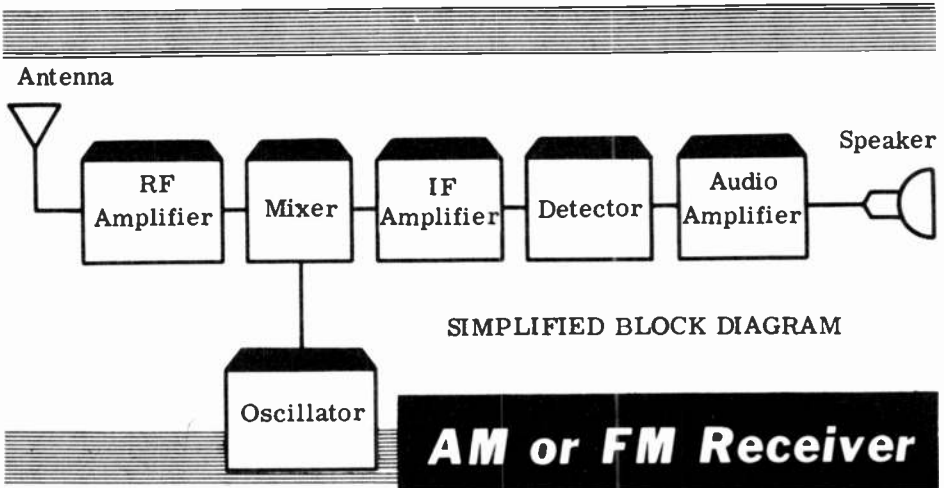 Antenna
Speaker
RF
Amplifier
Mixer
IF
Amplifier
Detector
Audio
Amplifier
SIMPLIFIED BLOCK DIAGRAM
Oscillator
AM or FM Receiver